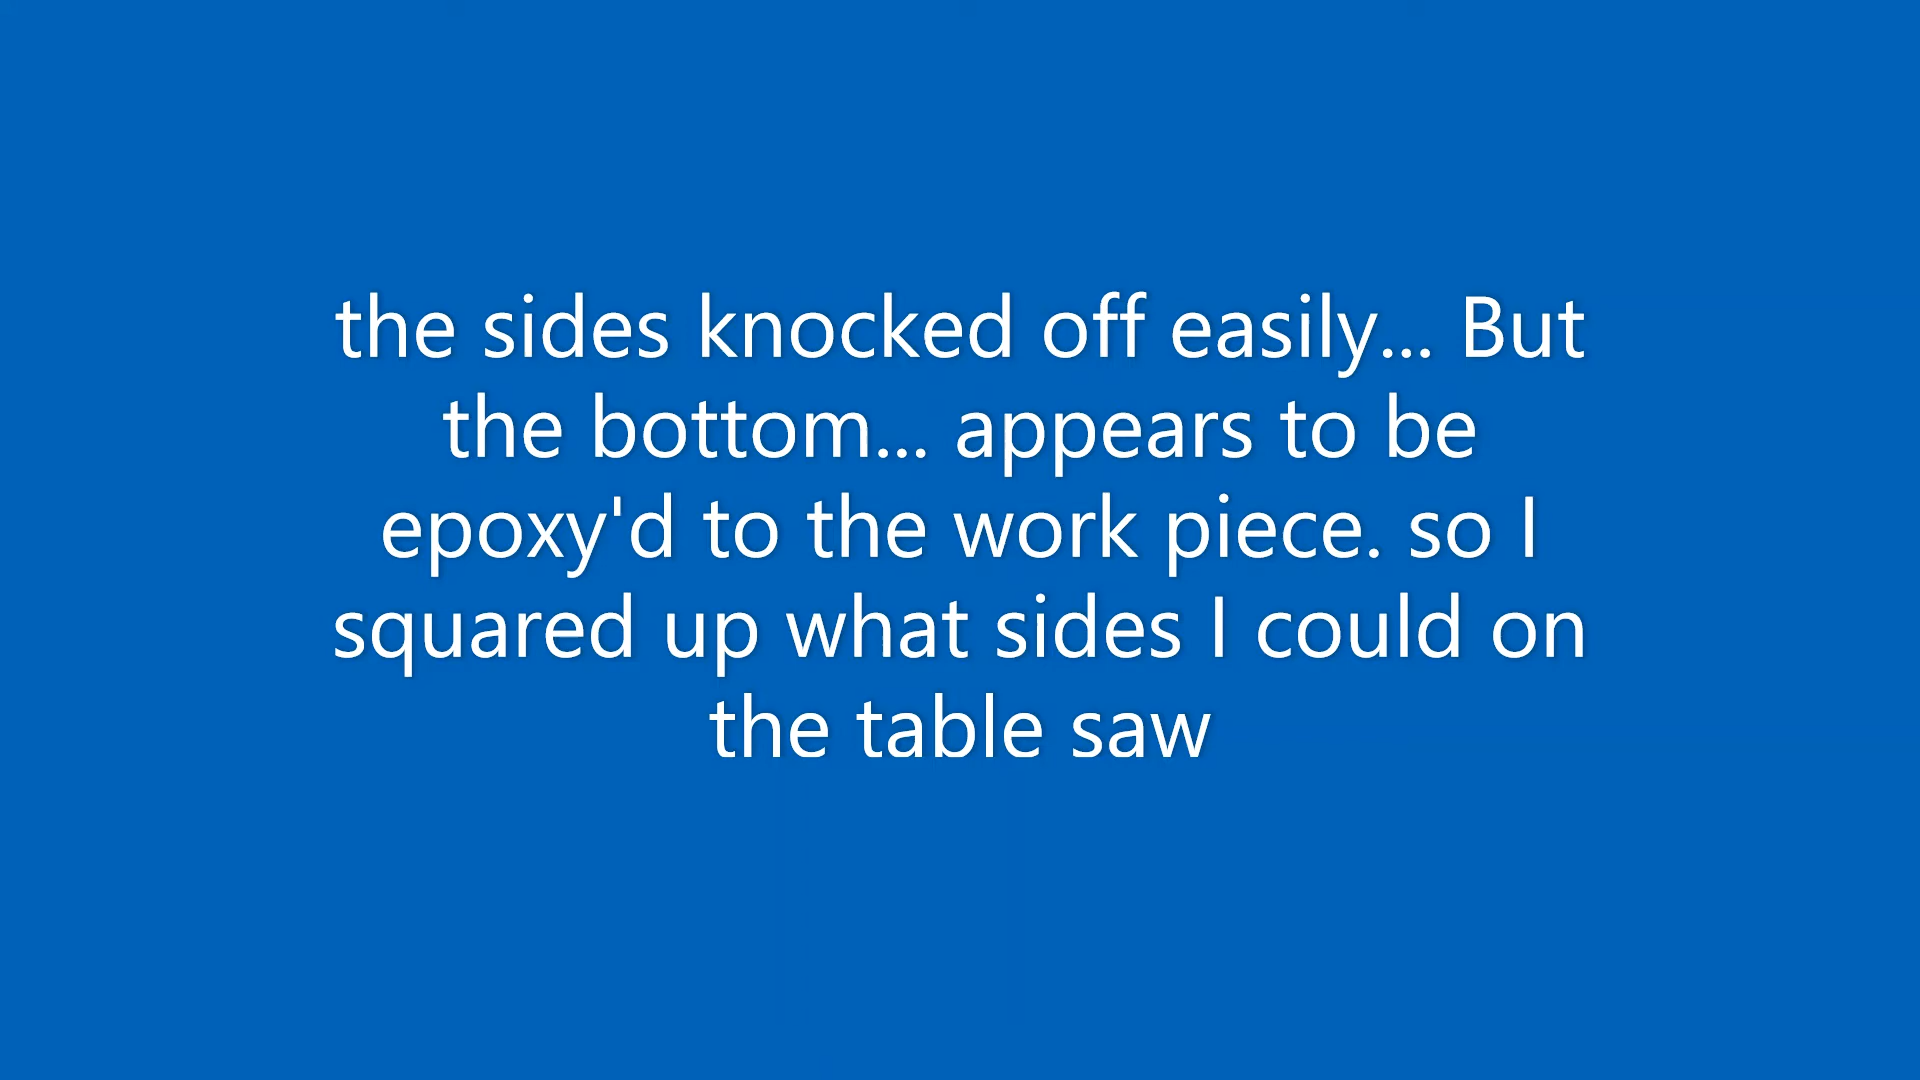 the sides knocked off easily... But
the bottom... appears to be
epoxy'd to the work piece. so I
squared up what sides I could on
the table saw